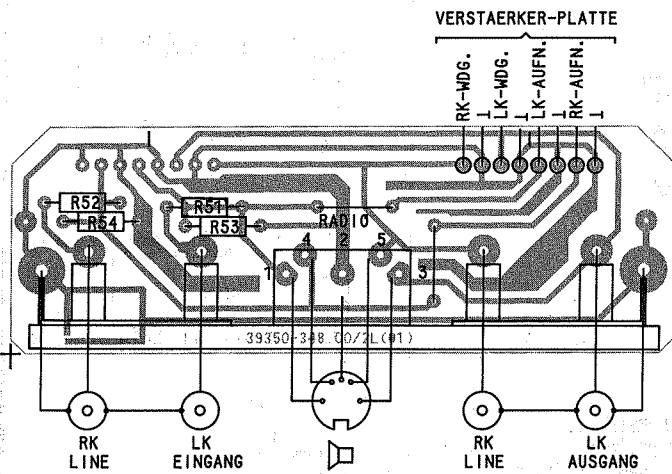 VERSTAERKER-PLATTE
RK-WDG.
LK-WDG.
LK-AUFN.
RK-AUFN.
R52
R54
R51
R53
RADIO
4 2 5
1 3
39350-348.00/2L(#1)
RK LINE
LK EINGANG
RK LINE
LK AUSGANG